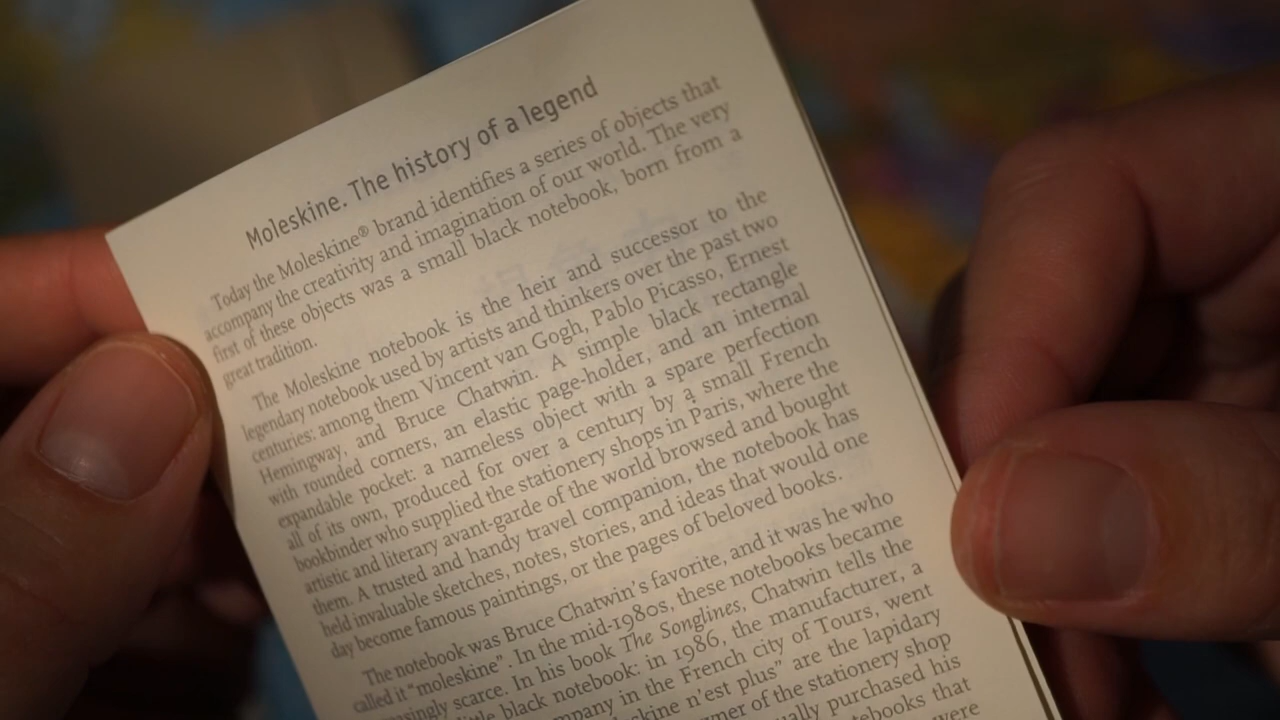 Moleskine. The history of a legend
Today the Moleskine® brand identifies a series of objects that
accompany the creativity and imagination of our world. The very
first of these objects was a small black notebook, born from a
great tradition.
The Moleskine notebook is the heir and successor to the
legendary notebook used by artists and thinkers over the past two
centuries: among them Vincent van Gogh, Pablo Picasso, Ernest
Hemingway, and Bruce Chatwin. A simple black rectangle
with rounded corners, an elastic page-holder, and an internal
expandable pocket: a nameless object with a spare perfection
all of its own, produced for over a century by a small French
bookbinder who supplied the stationery shops in Paris, where the
artistic and literary avant-garde of the world browsed and bought
them. A trusted and handy travel companion, the notebook has
held invaluable sketches, notes, stories, and ideas that would one
day become famous paintings, or the pages of beloved books.
The notebook was Bruce Chatwin's favorite, and it was he who
called it "moleskine". In the mid-1980s, these notebooks became
scarce. In his book The Songlines, Chatwin tells the
black notebook: in 1986, the manufacturer, a
in the French city of Tours, went
n'est plus" are the lapidary
of the stationery shop
purchased his
that
were